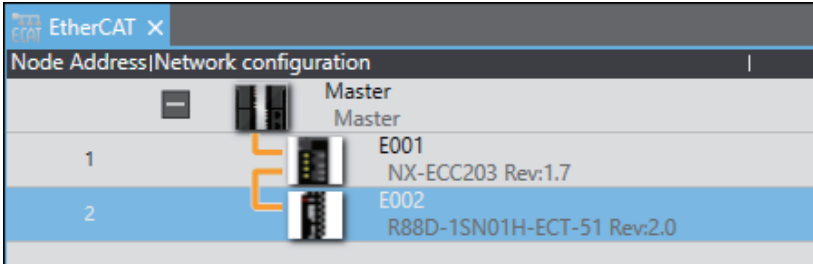 ECAT EtherCAT ×
Node Address|Network configuration
Master
Master
1
E001
NX-ECC203 Rev:1.7
2
E002
R88D-1SN01H-ECT-51 Rev:2.0